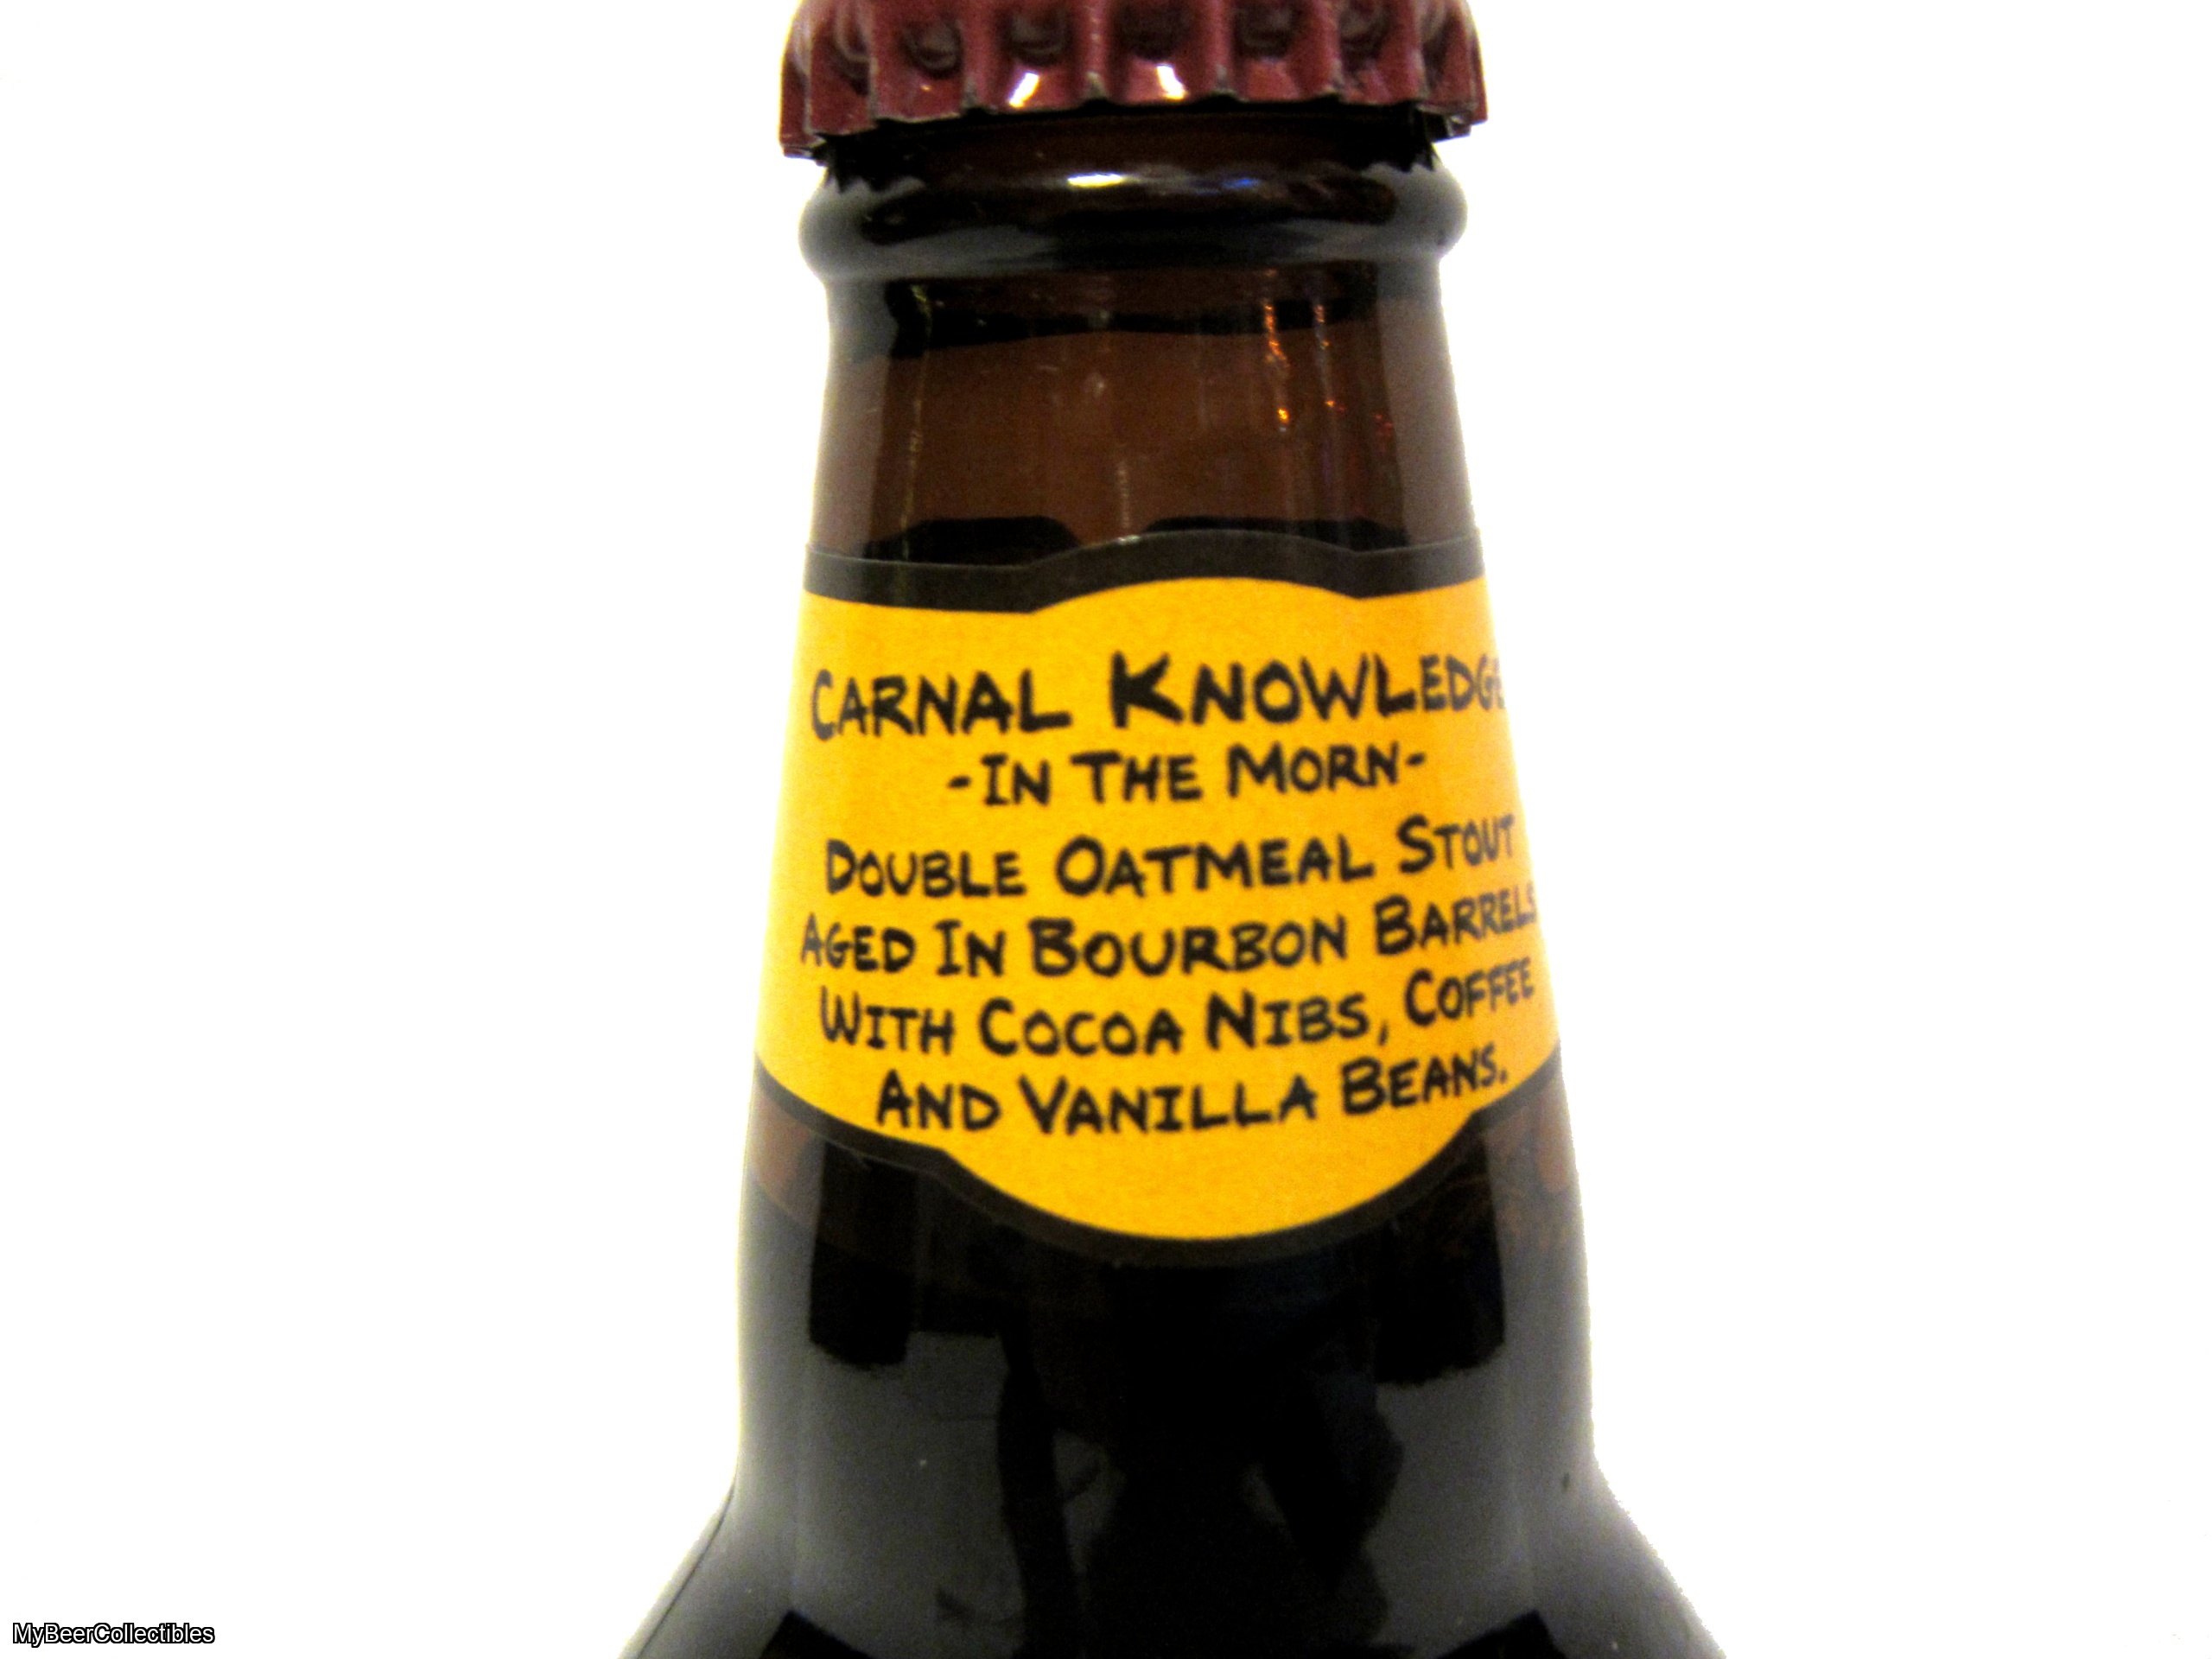 CARNAL KNOWLEDGE
-IN THE MORN-
DOUBLE OATMEAL STOUT
AGED IN BOURBON BARRELS
WITH COCOA NIBS, COFFEE
AND VANILLA BEANS.
MyBeerCollectibles